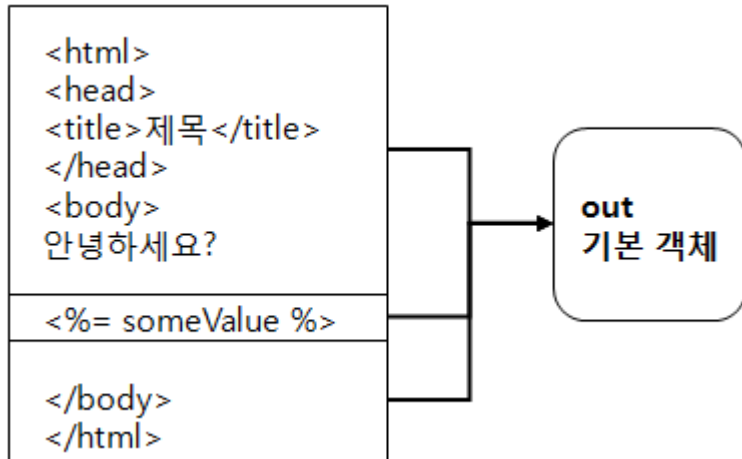 <html>
<head>
<title>제목</title>
</head>
<body>
안녕하세요?
<%= someValue %>
</body>
</html>
out
기본 객체